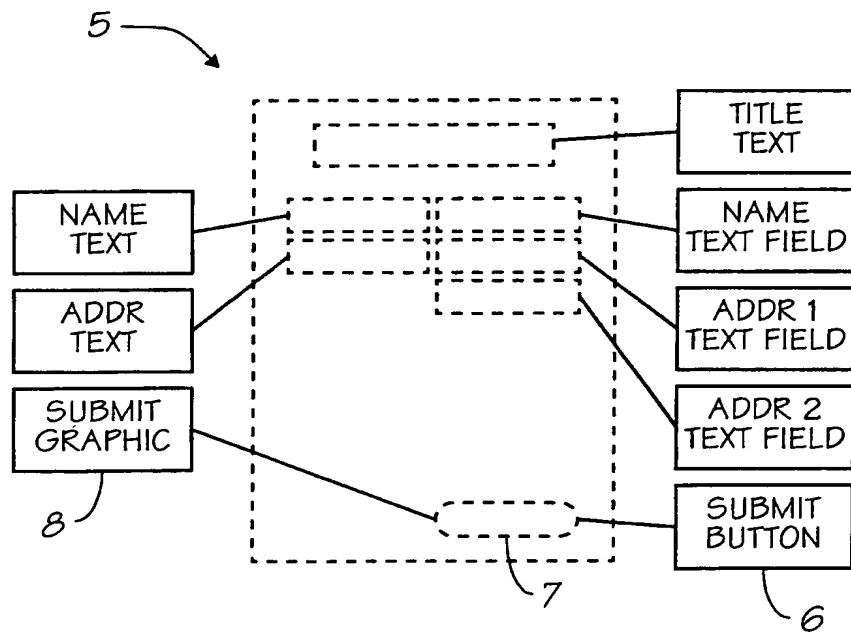 5
TITLE
TEXT
NAME
TEXT
NAME
TEXT FIELD
ADDR
TEXT
ADDR 1
TEXT FIELD
SUBMIT
GRAPHIC
ADDR 2
TEXT FIELD
SUBMIT
BUTTON
8
7
6